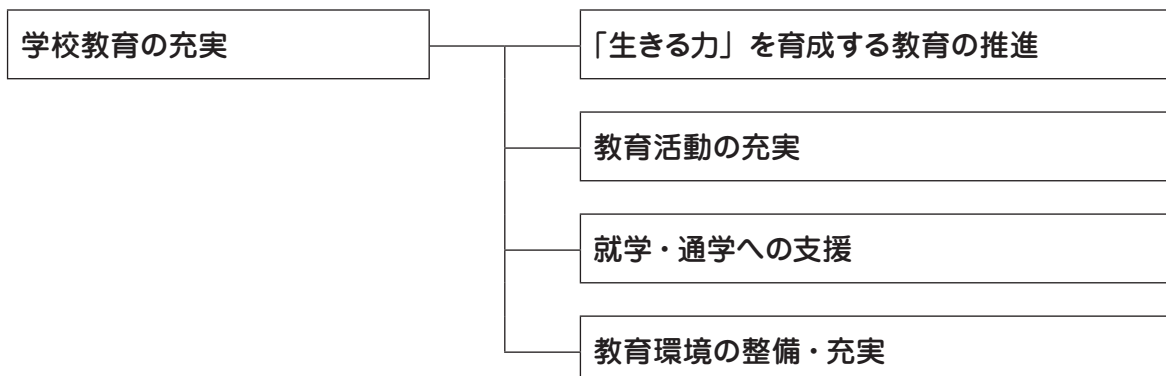 学校教育の充実
「生きる力」を育成する教育の推進
教育活動の充実
就学・通学への支援
教育環境の整備・充実